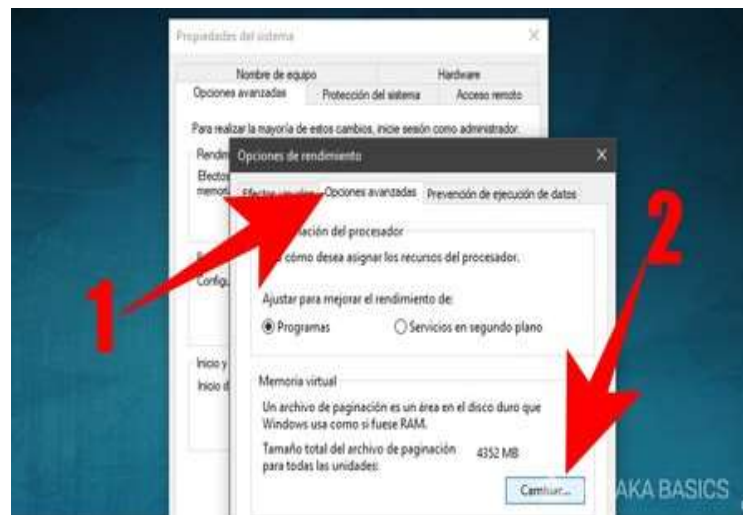 Propiedades del sistema
Nombre de equipo
Hardware
Opciones avanzadas
Protección del sistema
Acceso remoto
Para realizar la mayoría de estos cambios, inicie sesión como administrador.
Opciones de rendimiento
Opciones avanzadas
Prevención de ejecución de datos
del procesador
cómo desea asignar los recursos del procesador.
Ajustar para mejorar el rendimiento de:
Programas
Servicios en segundo plano
1
2
Inicio y
Memoria virtual
Un archivo de paginación es un área en el disco duro que
Windows usa como si fuese RAM.
Tamaño total del archivo de paginación
para todas las unidades:
4352 MB
Cambiar...
AKA BASICS